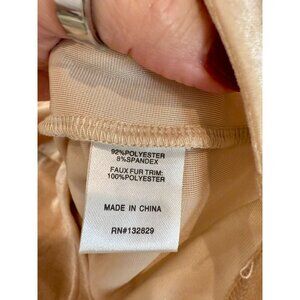 92%POLYESTER
8%SPANDEX
FAUX FUR TRIM:
100%POLYESTER
MADE IN CHINA
RN#132829